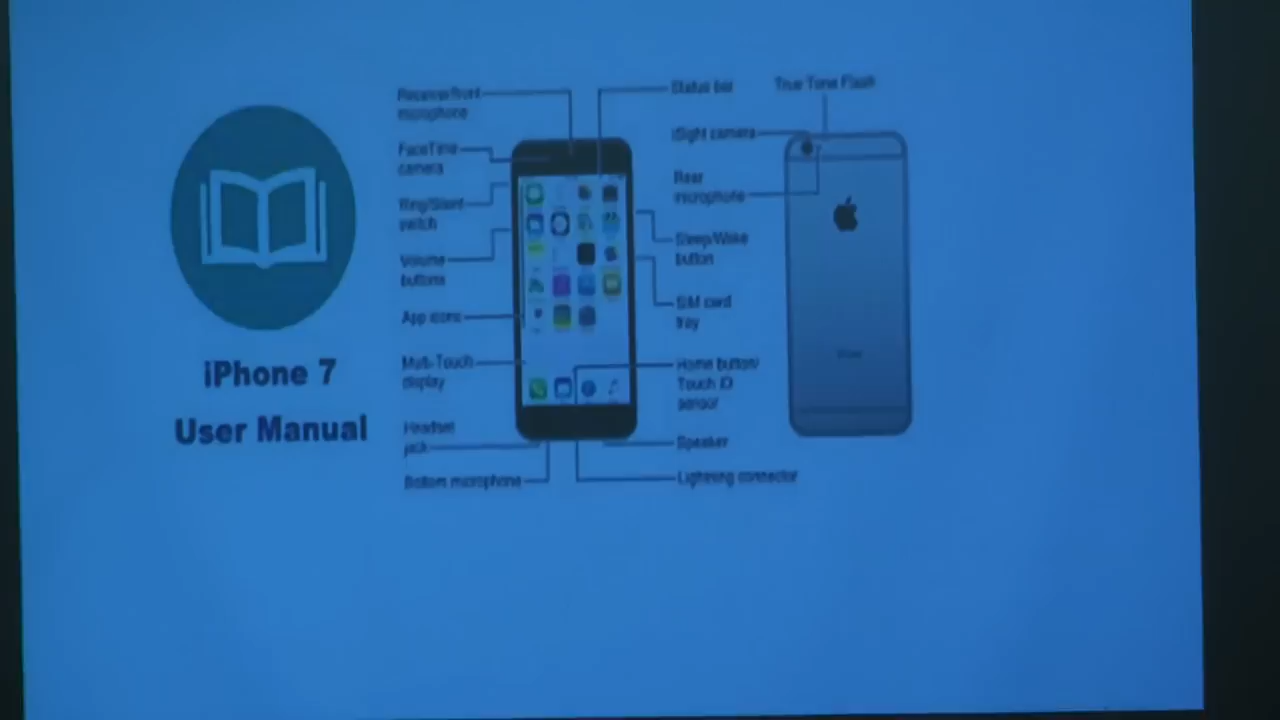 iPhone 7
User Manual
Receiver/front
microphone
FaceTime
camera
Ring/Silent
switch
Volume
buttons
App icons
Multi-Touch
display
Headset
jack
Bottom microphone
Status bar
iSight camera
Rear
microphone
Sleep/Wake
button
SIM card
tray
Home button/
Touch ID
sensor
Speaker
Lightning connector
True Tone Flash